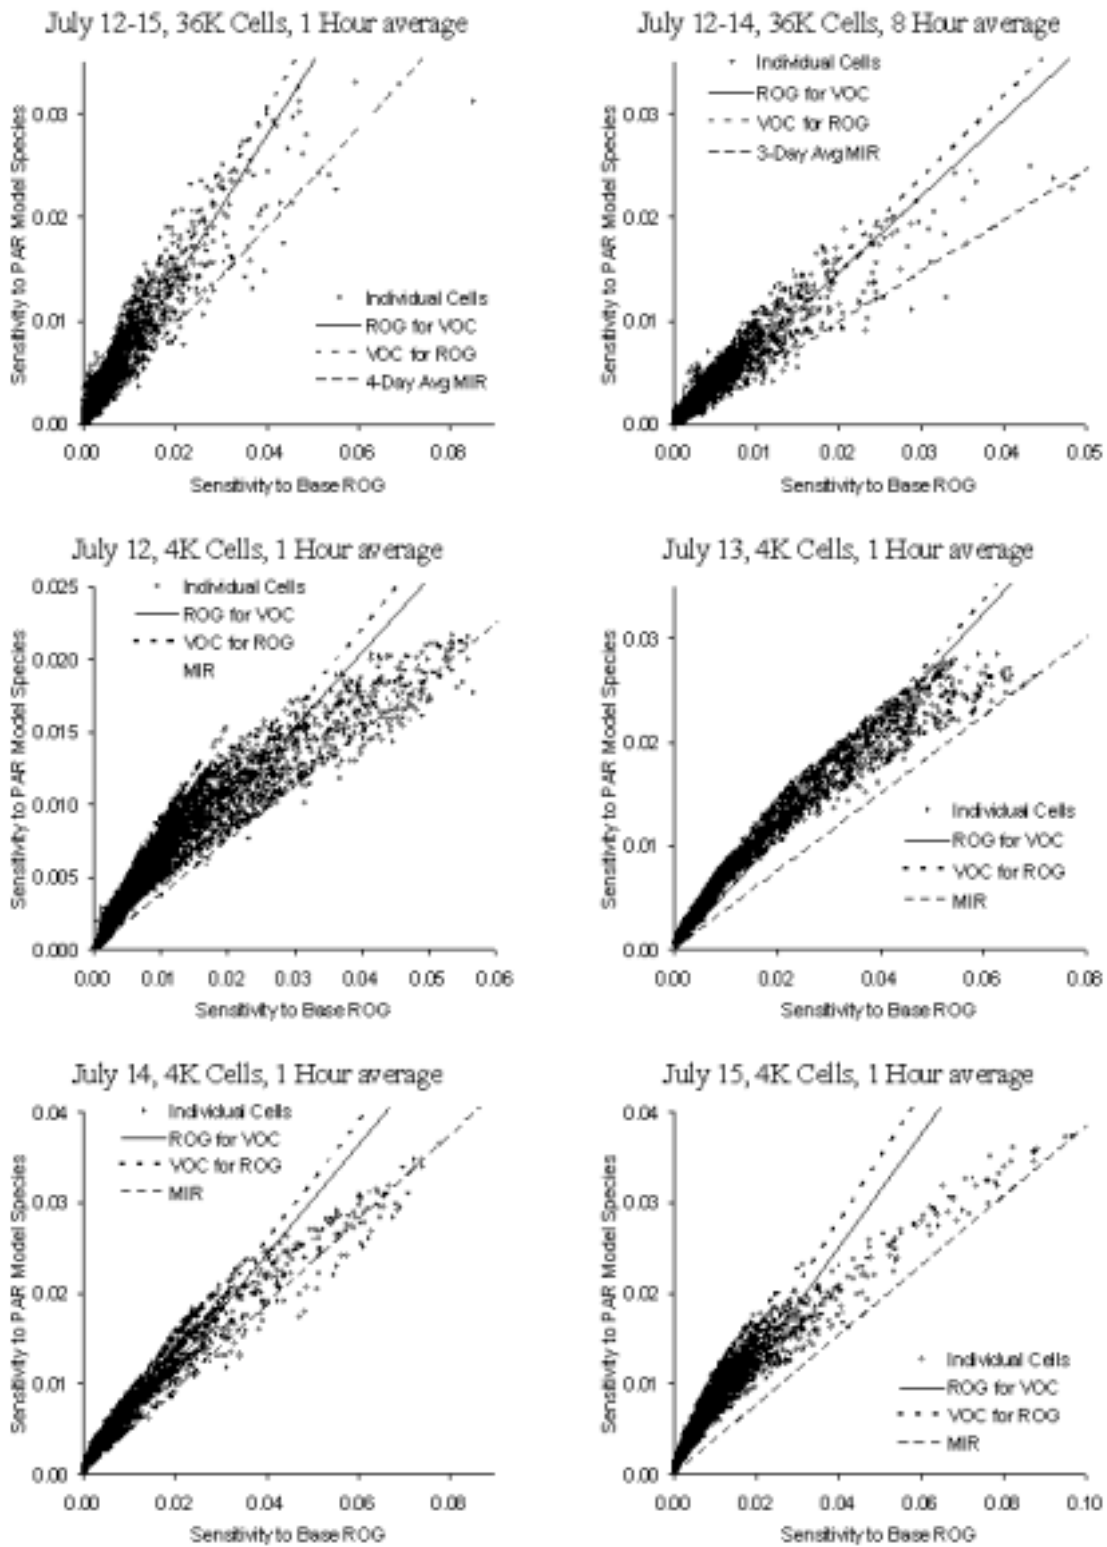 July 12-15, 36K Cells, 1 Hour average
Sensitivity to PAR Model Species
0.03
0.02
0.01
0.00
Individual Cells
ROG for VOC
VOC for ROG
4-Day Avg MIR
0.00 0.02 0.04 0.06 0.08
Sensitivity to Base ROG
July 12-14, 36K Cells, 8 Hour average
Sensitivity to PAR Model Species
Individual Cells
ROG for VOC
VOC for ROG
3-Day Avg MIR
0.03
0.02
0.01
0.00
0.00 0.01 0.02 0.03 0.04 0.05
Sensitivity to Base ROG
July 12, 4K Cells, 1 Hour average
Sensitivity to PAR Model Species
Individual Cells
ROG for VOC
VOC for ROG
MIR
0.025
0.020
0.015
0.010
0.005
0.000
0.00 0.01 0.02 0.03 0.04 0.05 0.06
Sensitivity to Base ROG
July 13, 4K Cells, 1 Hour average
Sensitivity to PAR Model Species
0.03
0.02
0.01
0.00
Individual Cells
ROG for VOC
VOC for ROG
MIR
0.00 0.02 0.04 0.06 0.08
Sensitivity to Base ROG
July 14, 4K Cells, 1 Hour average
Sensitivity to PAR Model Species
Individual Cells
ROG for VOC
VOC for ROG
MIR
0.04
0.03
0.02
0.01
0.00
0.00 0.02 0.04 0.06 0.08
Sensitivity to Base ROG
July 15, 4K Cells, 1 Hour average
Sensitivity to PAR Model Species
0.04
0.03
0.02
0.01
0.00
Individual Cells
ROG for VOC
VOC for ROG
MIR
0.00 0.02 0.04 0.06 0.08 0.10
Sensitivity to Base ROG